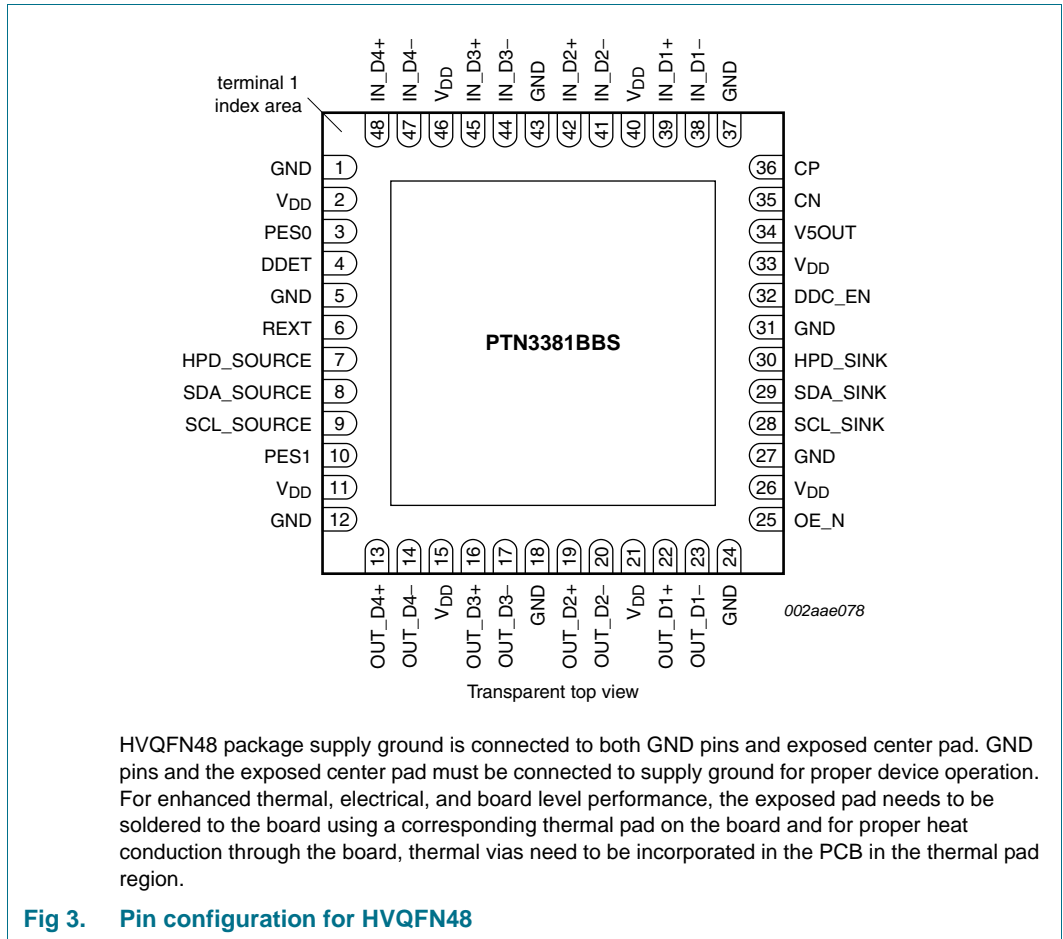 IN_D4+
IN_D4−
VDD
IN_D3+
IN_D3−
GND
IN_D2+
IN_D2−
VDD
IN_D1+
IN_D1−
GND
terminal 1
index area
48
47
46
45
44
43
42
41
40
39
38
37
GND 1
VDD 2
PES0 3
DDET 4
GND 5
REXT 6
HPD_SOURCE 7
SDA_SOURCE 8
SCL_SOURCE 9
PES1 10
VDD 11
GND 12
PTN3381BBS
36 CP
35 CN
34 V5OUT
33 VDD
32 DDC_EN
31 GND
30 HPD_SINK
29 SDA_SINK
28 SCL_SINK
27 GND
26 VDD
25 OE_N
13
14
15
16
17
18
19
20
21
22
23
24
OUT_D4+
OUT_D4−
VDD
OUT_D3+
OUT_D3−
GND
OUT_D2+
OUT_D2−
VDD
OUT_D1+
OUT_D1−
GND
002aae078
Transparent top view
HVQFN48 package supply ground is connected to both GND pins and exposed center pad. GND
pins and the exposed center pad must be connected to supply ground for proper device operation.
For enhanced thermal, electrical, and board level performance, the exposed pad needs to be
soldered to the board using a corresponding thermal pad on the board and for proper heat
conduction through the board, thermal vias need to be incorporated in the PCB in the thermal pad
region.
Fig 3. Pin configuration for HVQFN48